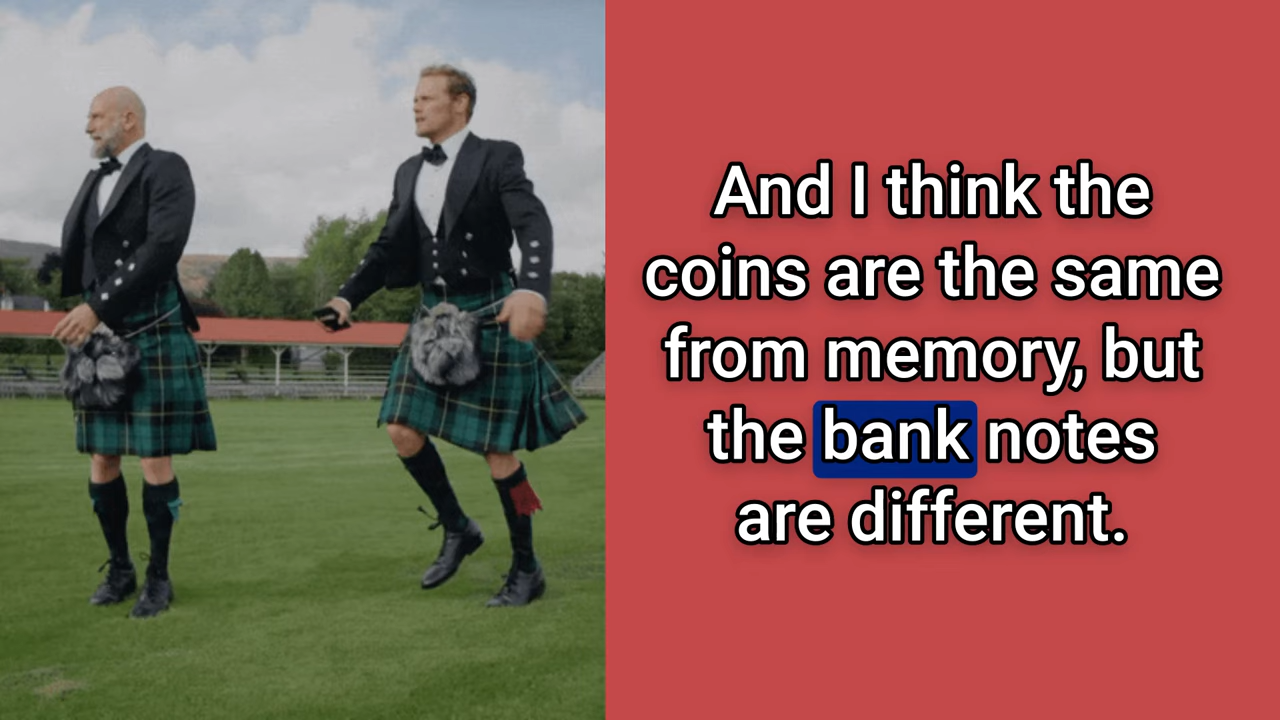 And I think the
coins are the same
from memory, but
the bank notes
are different.